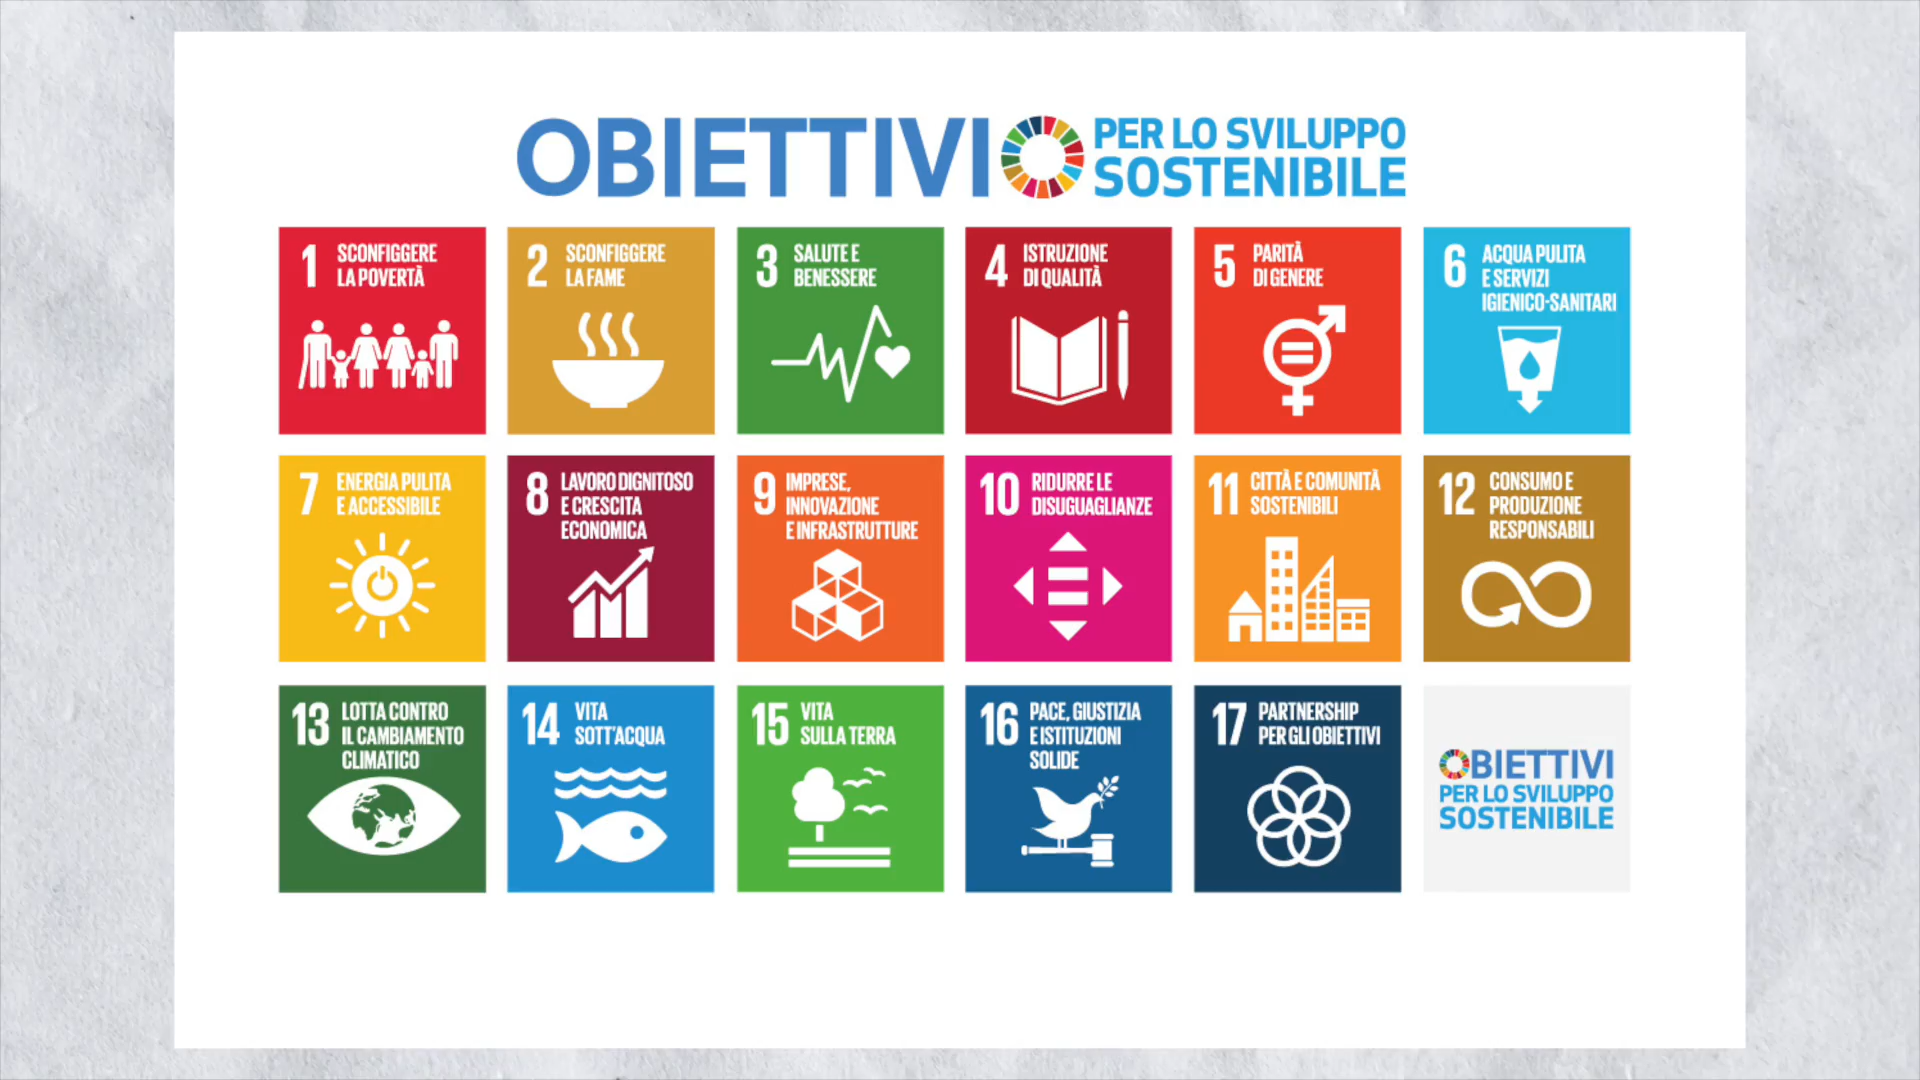 OBIETTIVI PER LO SVILUPPO
SOSTENIBILE
1 SCONFIGGERE
LA POVERTÀ
2 SCONFIGGERE
LA FAME
3 SALUTE E
BENESSERE
4 ISTRUZIONE
DI QUALITÀ
5 PARITÀ
DI GENERE
6 ACQUA PULITA
E SERVIZI
IGIENICO-SANITARI
7 ENERGIA PULITA
E ACCESSIBILE
8 LAVORO DIGNITOSO
E CRESCITA
ECONOMICA
9 IMPRESE,
INNOVAZIONE
E INFRASTRUTTURE
10 RIDURRE LE
DISUGUAGLIANZE
11 CITTÀ E COMUNITÀ
SOSTENIBILI
12 CONSUMO E
PRODUZIONE
RESPONSABILI
13 LOTTA CONTRO
IL CAMBIAMENTO
CLIMATICO
14 VITA
SOTT'ACQUA
15 VITA
SULLA TERRA
16 PACE, GIUSTIZIA
E ISTITUZIONI
SOLIDE
17 PARTNERSHIP
PER GLI OBIETTIVI
OBIETTIVI
PER LO SVILUPPO
SOSTENIBILE